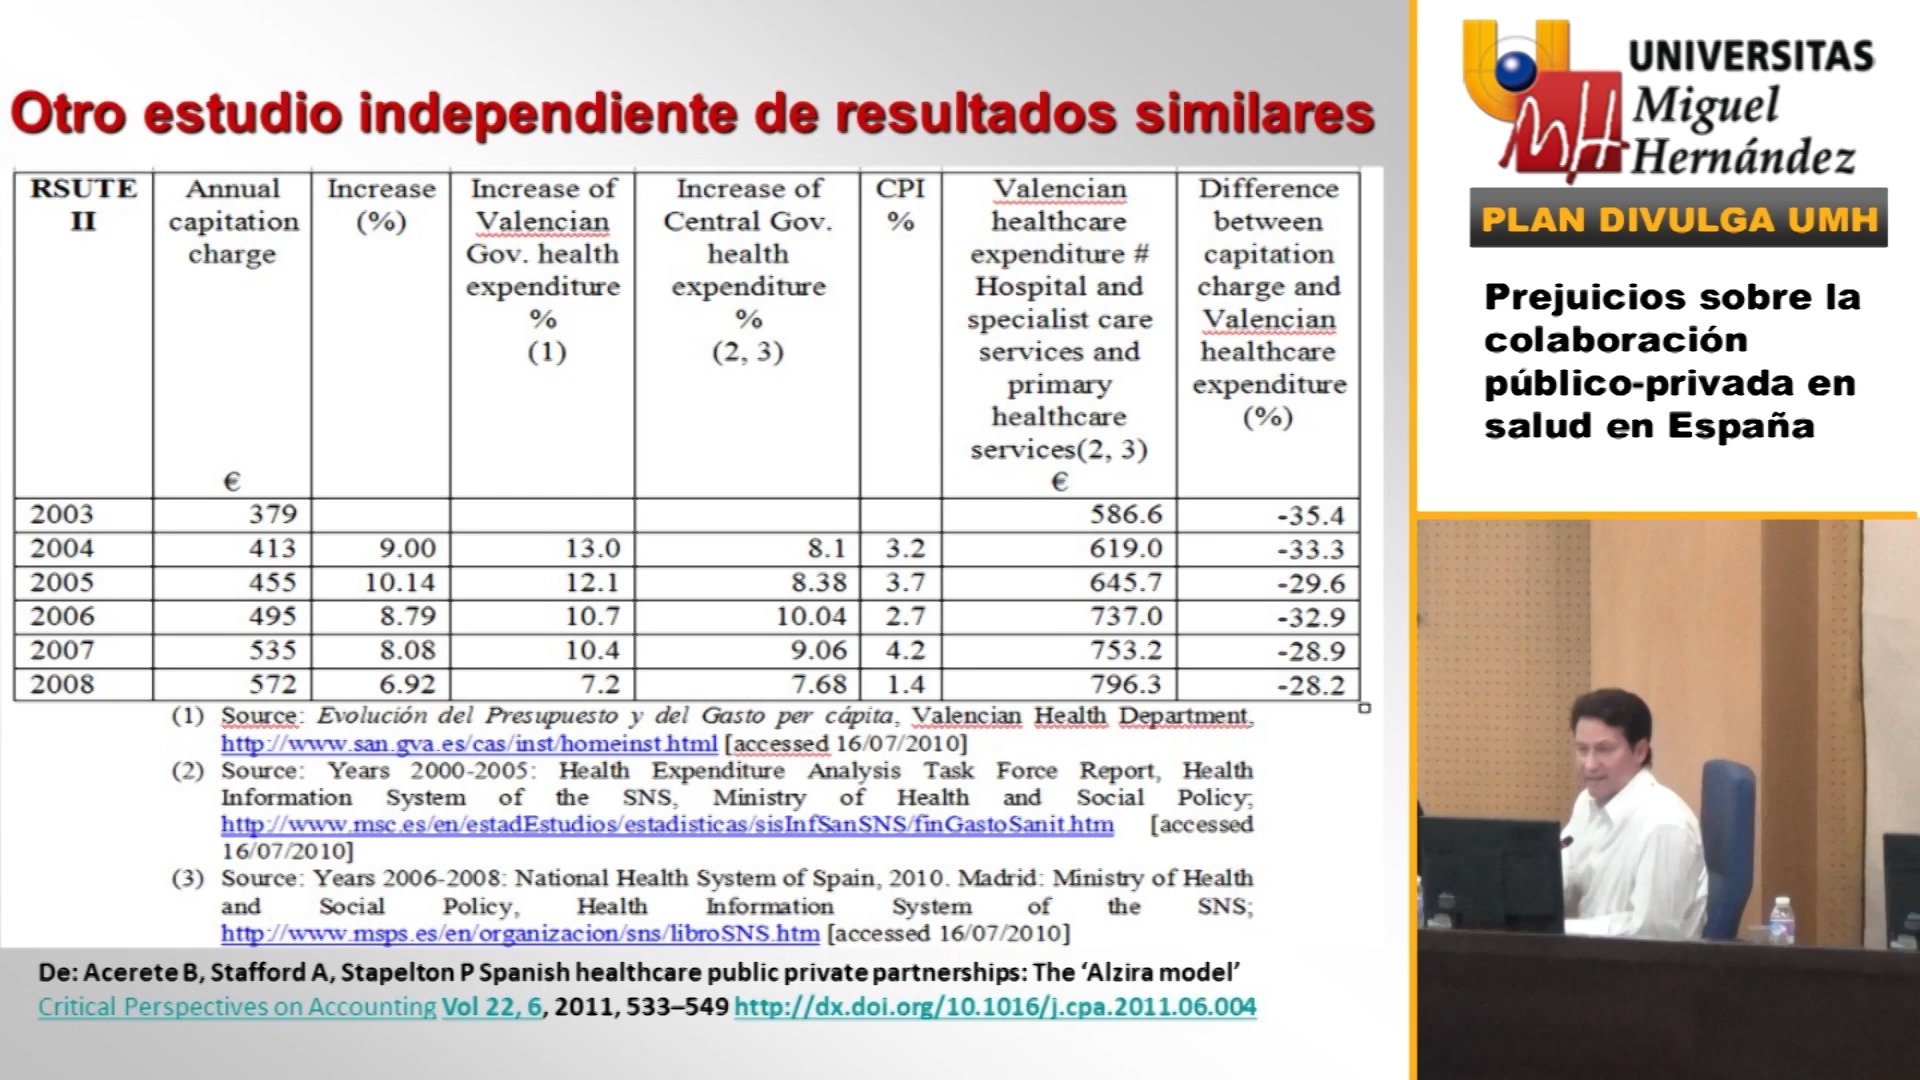 Otro estudio independiente de resultados similares
RSUTE II
Annual capitation charge €
Increase (%)
Increase of Valencian Gov. health expenditure % (1)
Increase of Central Gov. health expenditure % (2, 3)
CPI %
Valencian healthcare expenditure # Hospital and specialist care services and primary healthcare services(2, 3) €
Difference between capitation charge and Valencian healthcare expenditure (%)
2003 379 586.6 -35.4
2004 413 9.00 13.0 8.1 3.2 619.0 -33.3
2005 455 10.14 12.1 8.38 3.7 645.7 -29.6
2006 495 8.79 10.7 10.04 2.7 737.0 -32.9
2007 535 8.08 10.4 9.06 4.2 753.2 -28.9
2008 572 6.92 7.2 7.68 1.4 796.3 -28.2
(1) Source: Evolución del Presupuesto y del Gasto per cápita, Valencian Health Department,
http://www.san.gva.es/cas/inst/homeinst.html [accessed 16/07/2010]
(2) Source: Years 2000-2005: Health Expenditure Analysis Task Force Report, Health
Information System of the SNS, Ministry of Health and Social Policy;
http://www.msc.es/en/estadEstudios/estadisticas/sisInfSanSNS/finGastoSanit.htm [accessed
16/07/2010]
(3) Source: Years 2006-2008: National Health System of Spain, 2010. Madrid: Ministry of Health
and Social Policy, Health Information System of the SNS;
http://www.msps.es/en/organizacion/sns/libroSNS.htm [accessed 16/07/2010]
De: Acerete B, Stafford A, Stapelton P Spanish healthcare public private partnerships: The ‘Alzira model’
Critical Perspectives on Accounting Vol 22, 6, 2011, 533–549 http://dx.doi.org/10.1016/j.cpa.2011.06.004
UMH
UNIVERSITAS
Miguel
Hernández
PLAN DIVULGA UMH
Prejuicios sobre la
colaboración
público-privada en
salud en España